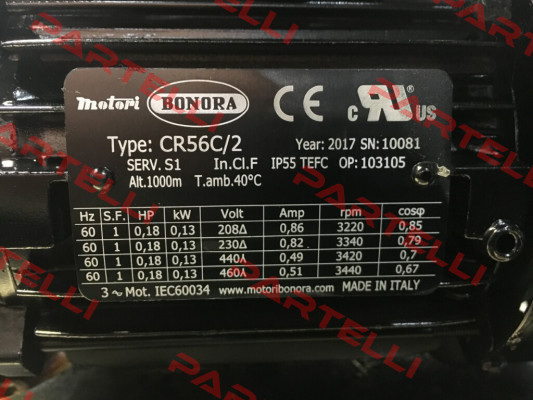 motori BONORA CE c RU US
Type: CR56C/2 Year: 2017 SN: 10081
SERV. S1 In.Cl.F IP55 TEFC OP: 103105
Alt.1000m T.amb.40°C
Hz S.F. HP kW Volt Amp rpm cosφ
60 1 0,18 0,13 208Δ 0,86 3220 0,85
60 1 0,18 0,13 230Δ 0,82 3340 0,79
60 1 0,18 0,13 440⅄ 0,49 3420 0,7
60 1 0,18 0,13 460⅄ 0,51 3440 0,67
3~Mot. IEC60034 www.motoribonora.com MADE IN ITALY
PARTELLI
PARTELLI
PARTELLI
PARTELLI
PARTELLI